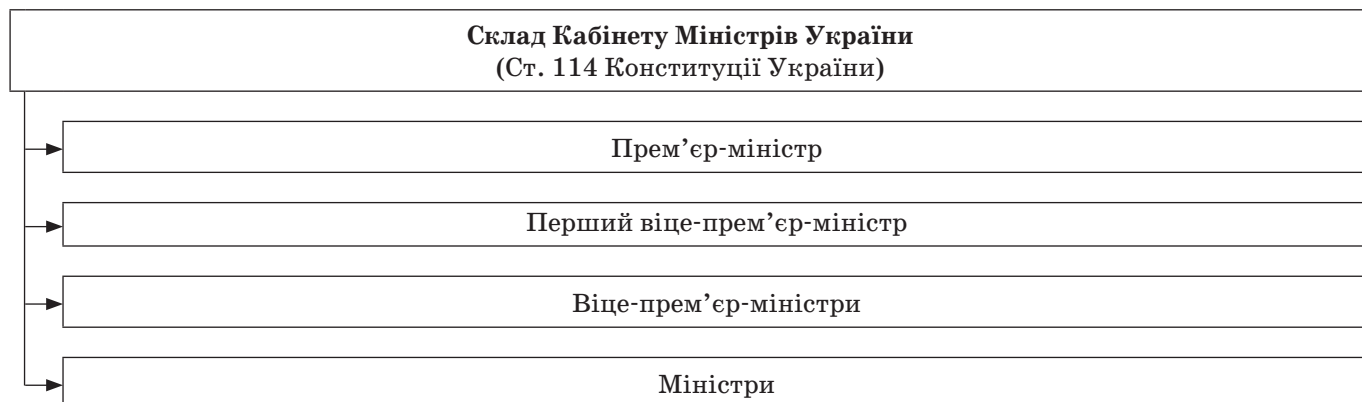 Склад Кабінету Міністрів України
(Ст. 114 Конституції України)
Прем’єр-міністр
Перший віце-прем’єр-міністр
Віце-прем’єр-міністри
Міністри